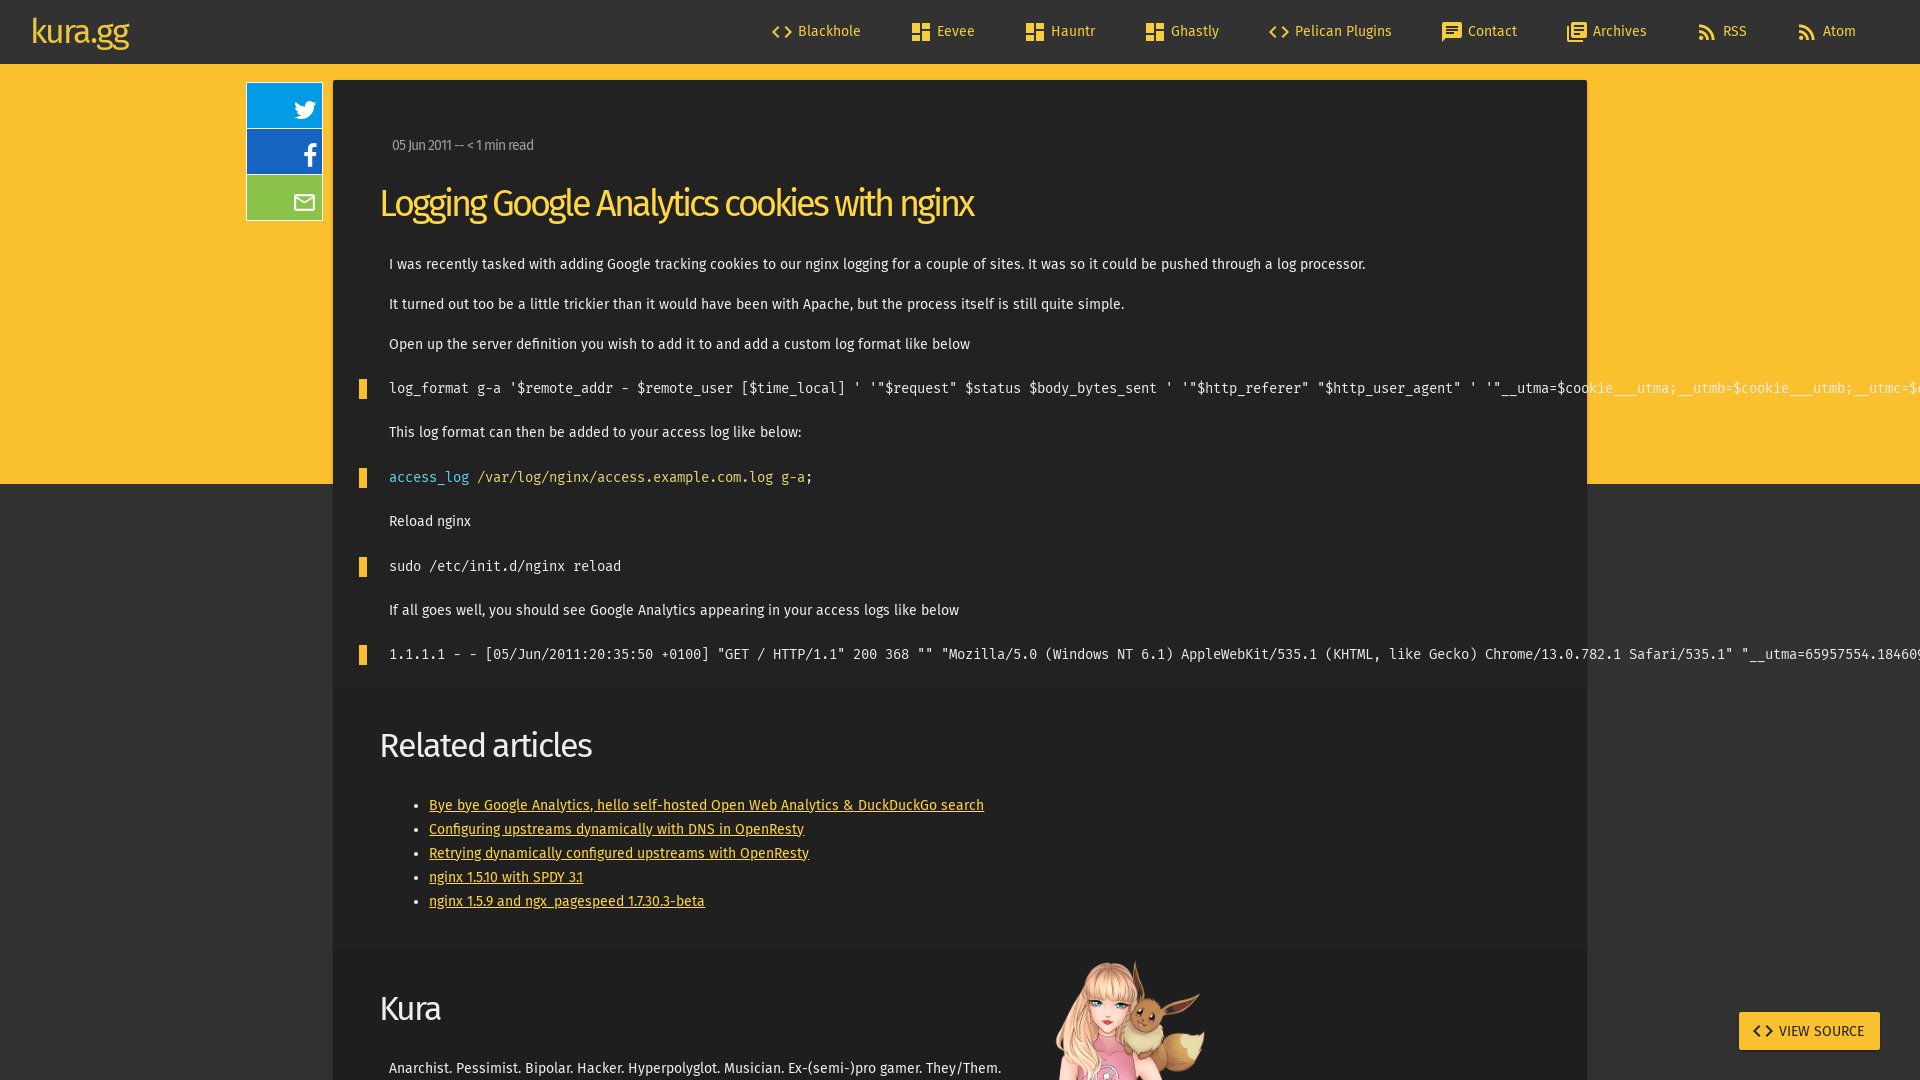 kura.gg
Blackhole
Eevee
Hauntr
Ghastly
Pelican Plugins
Contact
Archives
RSS
Atom
05 Jun 2011 -- < 1 min read
Logging Google Analytics cookies with nginx
I was recently tasked with adding Google tracking cookies to our nginx logging for a couple of sites. It was so it could be pushed through a log processor.
It turned out too be a little trickier than it would have been with Apache, but the process itself is still quite simple.
Open up the server definition you wish to add it to and add a custom log format like below
log_format g-a '$remote_addr - $remote_user [$time_local] ' '"$request" $status $body_bytes_sent ' '"$http_referer" "$http_user_agent" ' '"__utma=$cookie___utma;__utmb=$cookie___utmb;__utmc=$
This log format can then be added to your access log like below:
access_log /var/log/nginx/access.example.com.log g-a;
Reload nginx
sudo /etc/init.d/nginx reload
If all goes well, you should see Google Analytics appearing in your access logs like below
1.1.1.1 - - [05/Jun/2011:20:35:50 +0100] "GET / HTTP/1.1" 200 368 "" "Mozilla/5.0 (Windows NT 6.1) AppleWebKit/535.1 (KHTML, like Gecko) Chrome/13.0.782.1 Safari/535.1" "__utma=65957554.184609
Related articles
• Bye bye Google Analytics, hello self-hosted Open Web Analytics & DuckDuckGo search
• Configuring upstreams dynamically with DNS in OpenResty
• Retrying dynamically configured upstreams with OpenResty
• nginx 1.5.10 with SPDY 3.1
• nginx 1.5.9 and ngx_pagespeed 1.7.30.3-beta
Kura
VIEW SOURCE
Anarchist. Pessimist. Bipolar. Hacker. Hyperpolyglot. Musician. Ex-(semi-)pro gamer. They/Them.